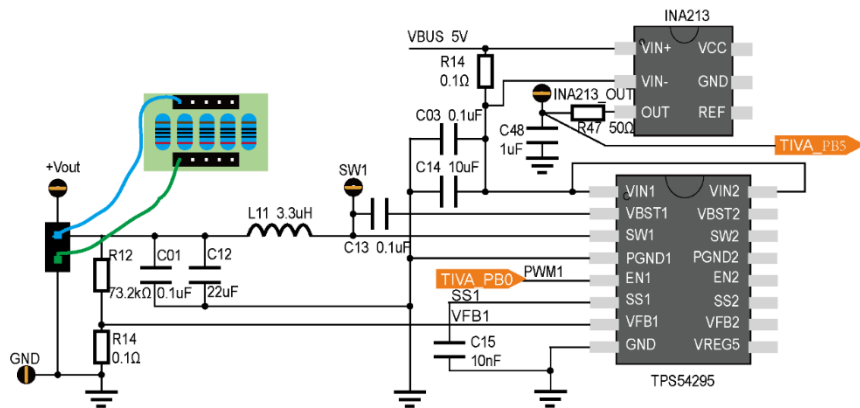 INA213
VBUS 5V
VIN+
VCC
R14
0.1Ω
VIN-
GND
INA213_OUT
OUT
REF
C03 0.1uF
R47 50Ω
C48
1uF
TIVA_PB5
C14 10uF
+Vout
SW1
VIN1
VIN2
L11 3.3uH
VBST1
VBST2
C13 0.1uF
SW1
SW2
R12
73.2kΩ
C01
0.1uF
C12
22uF
PGND1
PGND2
TIVA_PB0
PWM1
EN1
EN2
SS1
SS1
SS2
VFB1
VFB1
VFB2
R14
0.1Ω
C15
10nF
GND
VREG5
GND
TPS54295